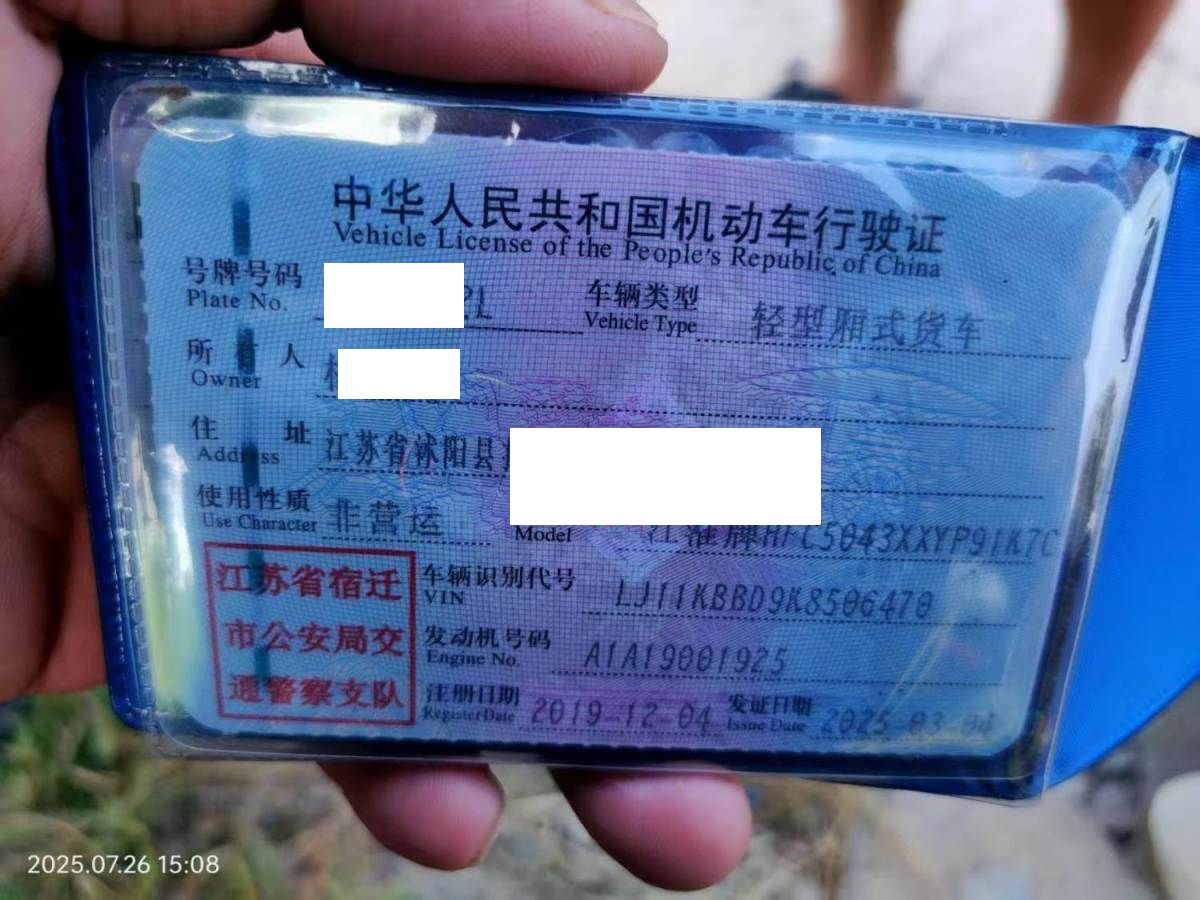 中华人民共和国机动车行驶证
Vehicle License of the People's Republic of China
号牌号码
Plate No.
车辆类型 轻型厢式货车
Vehicle Type
所有人
Owner
住址 江苏省沭阳县
Address
使用性质 非营运
Use Character
Model 江淮牌HFC5043XXYP91K7C
江苏省宿迁
市公安局交
通警察支队
车辆识别代号 LJ11KBBD9K8506470
VIN
发动机号码 A1A19001925
Engine No.
注册日期 2019-12-04 发证日期 2025-03-04
Register Date Issue Date
2025.07.26 15:08